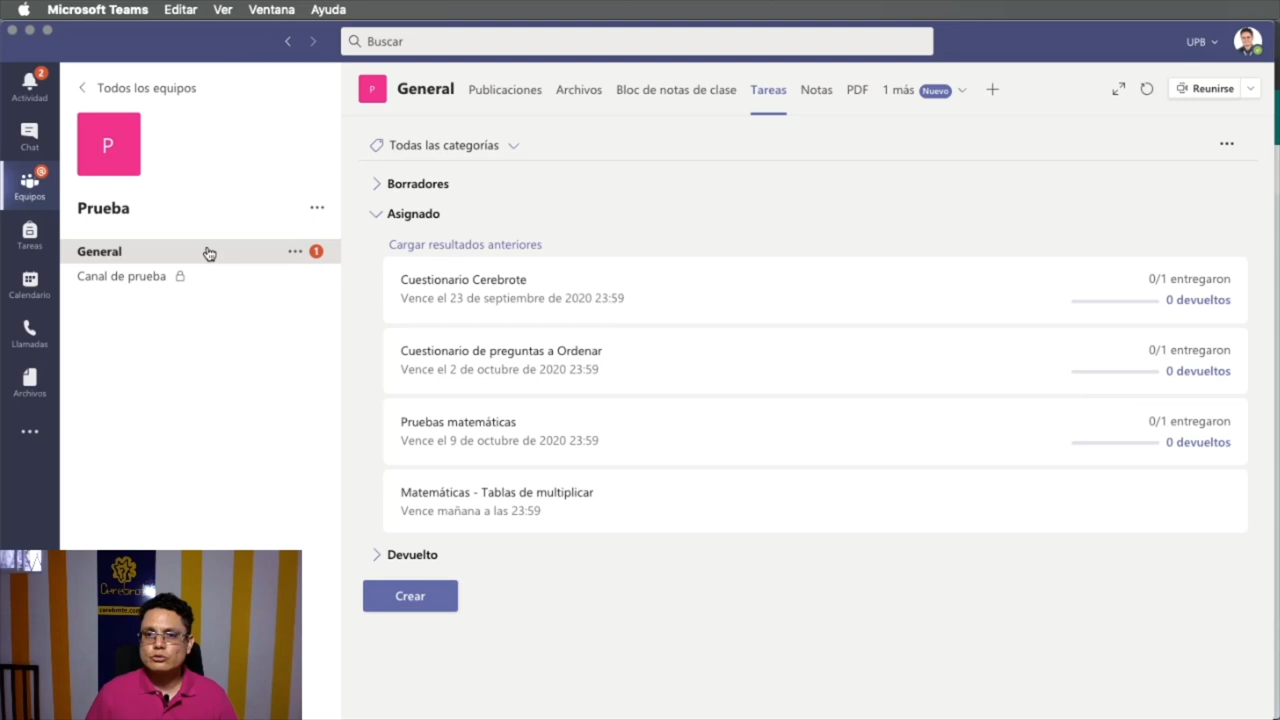 Microsoft Teams Editar Ver Ventana Ayuda
Buscar
UPB
2
Actividad
Chat
Equipos
Tareas
Calendario
Llamadas
Archivos
Todos los equipos
P
Prueba
General 1
Canal de prueba
P General Publicaciones Archivos Bloc de notas de clase Tareas Notas PDF 1 más Nuevo
Reunirse
Todas las categorías
Borradores
Asignado
Cargar resultados anteriores
Cuestionario Cerebrote
Vence el 23 de septiembre de 2020 23:59
0/1 entregaron
0 devueltos
Cuestionario de preguntas a Ordenar
Vence el 2 de octubre de 2020 23:59
0/1 entregaron
0 devueltos
Pruebas matemáticas
Vence el 9 de octubre de 2020 23:59
0/1 entregaron
0 devueltos
Matemáticas - Tablas de multiplicar
Vence mañana a las 23:59
Devuelto
Crear